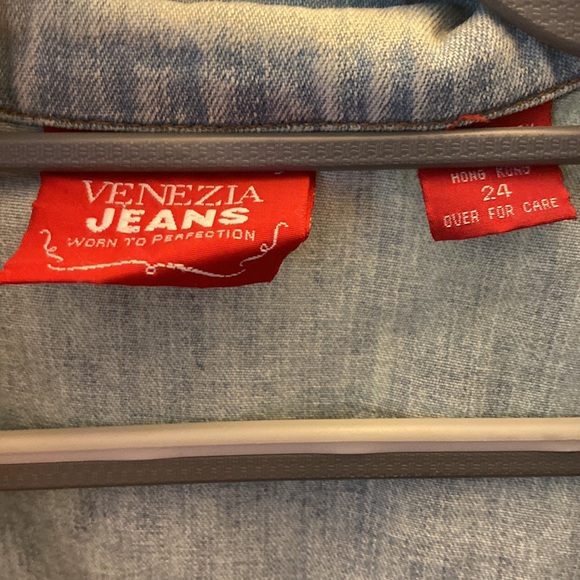 VENEZIA
JEANS
WORN TO PERFECTION
HONG KONG
24
OVER FOR CARE